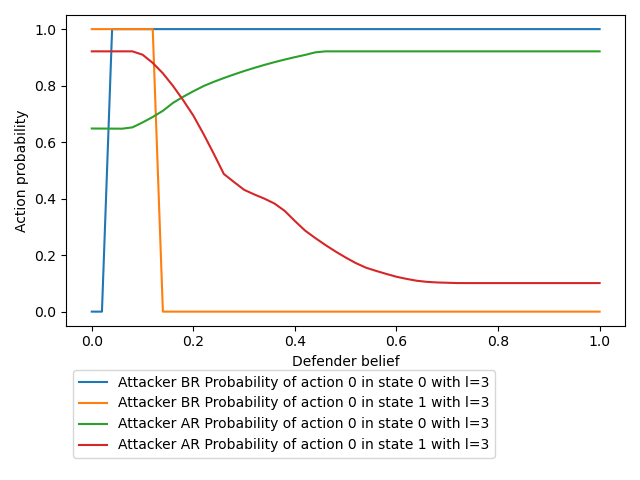 1.0
0.8
0.6
0.4
0.2
0.0
Action probability
0.0 0.2 0.4 0.6 0.8 1.0
Defender belief
Attacker BR Probability of action 0 in state 0 with l=3
Attacker BR Probability of action 0 in state 1 with l=3
Attacker AR Probability of action 0 in state 0 with l=3
Attacker AR Probability of action 0 in state 1 with l=3